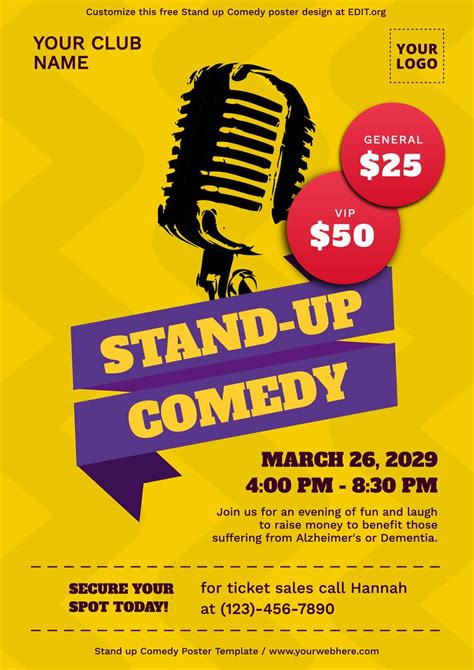 Customize this free Stand up Comedy poster design at EDIT.org
YOUR CLUB
NAME
YOUR
LOGO
GENERAL
$25
VIP
$50
STAND-UP
COMEDY
MARCH 26, 2029
4:00 PM - 8:30 PM
Join us for an evening of fun and laugh
to raise money to benefit those
suffering from Alzheimer's or Dementia.
SECURE YOUR
SPOT TODAY!
for ticket sales call Hannah
at (123)-456-7890
Stand up Comedy Poster Template / www.yourwebhere.com